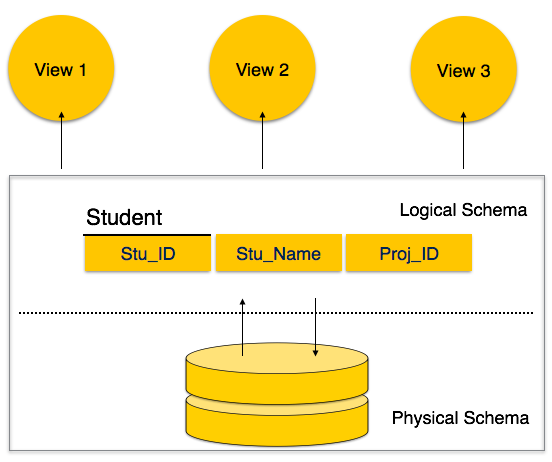 View 1
View 2
View 3
Logical Schema
Student
Stu_ID
Stu_Name
Proj_ID
Physical Schema